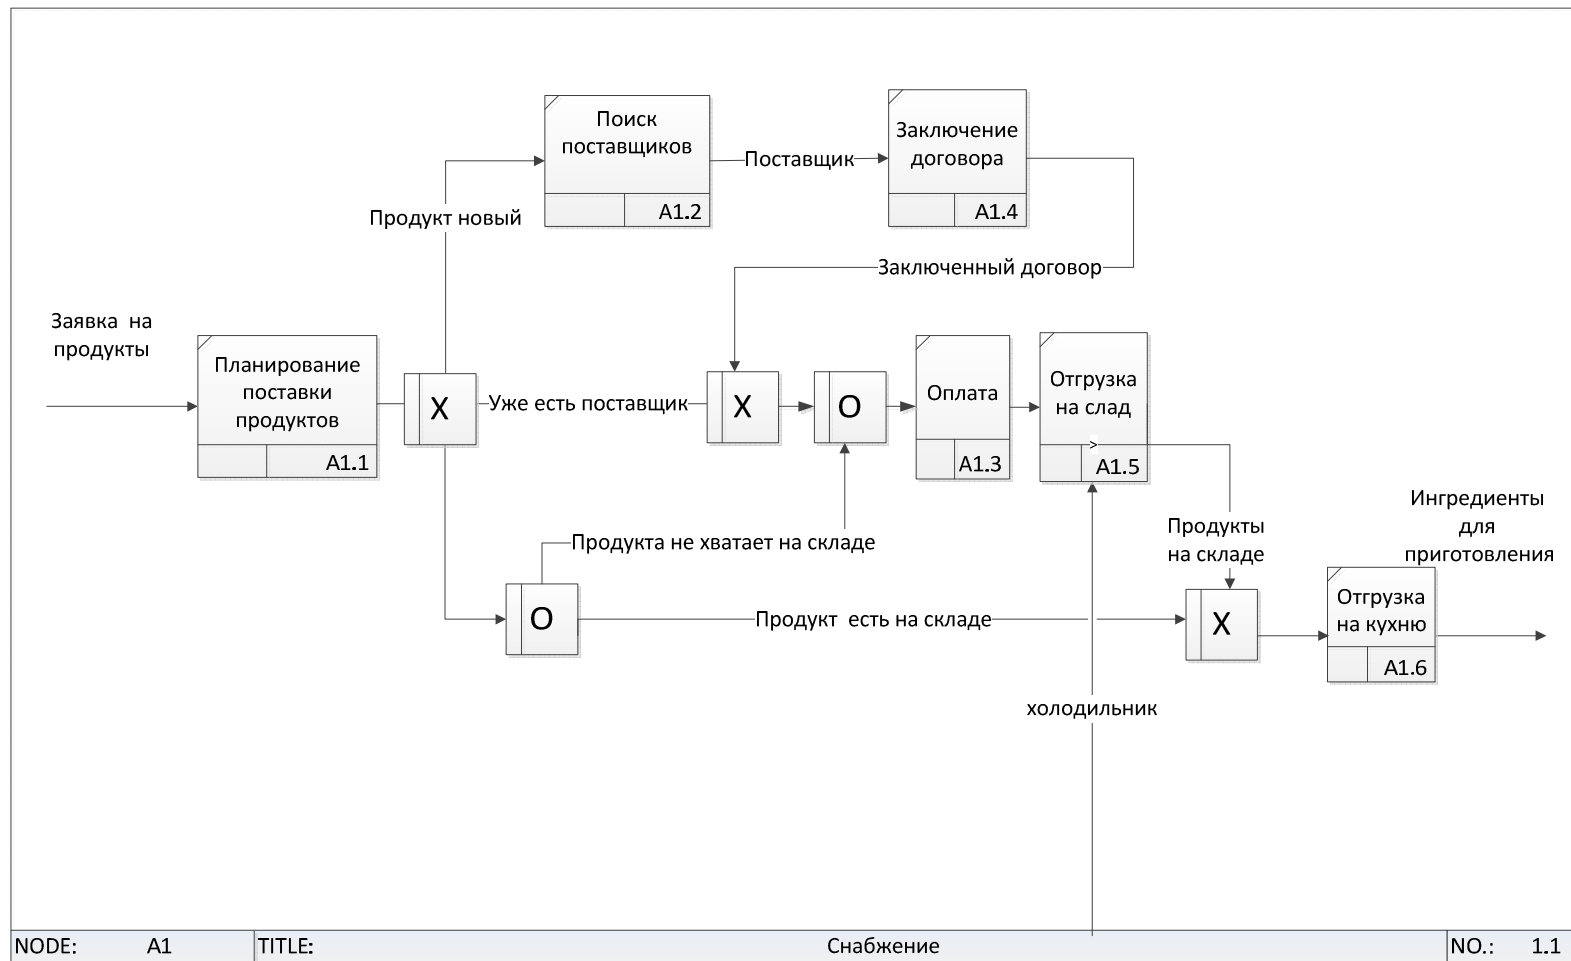 Поиск
поставщиков
A1.2
Поставщик
Заключение
договора
A1.4
Продукт новый
Заключенный договор
Заявка на
продукты
Планирование
поставки
продуктов
A1.1
X
Уже есть поставщик
X
O
Оплата
A1.3
Отгрузка
на слад
>
A1.5
Продукта не хватает на складе
Продукты
на складе
Ингредиенты
для
приготовления
O
Продукт есть на складе
X
Отгрузка
на кухню
A1.6
холодильник
NODE: A1 TITLE: Снабжение NO.: 1.1